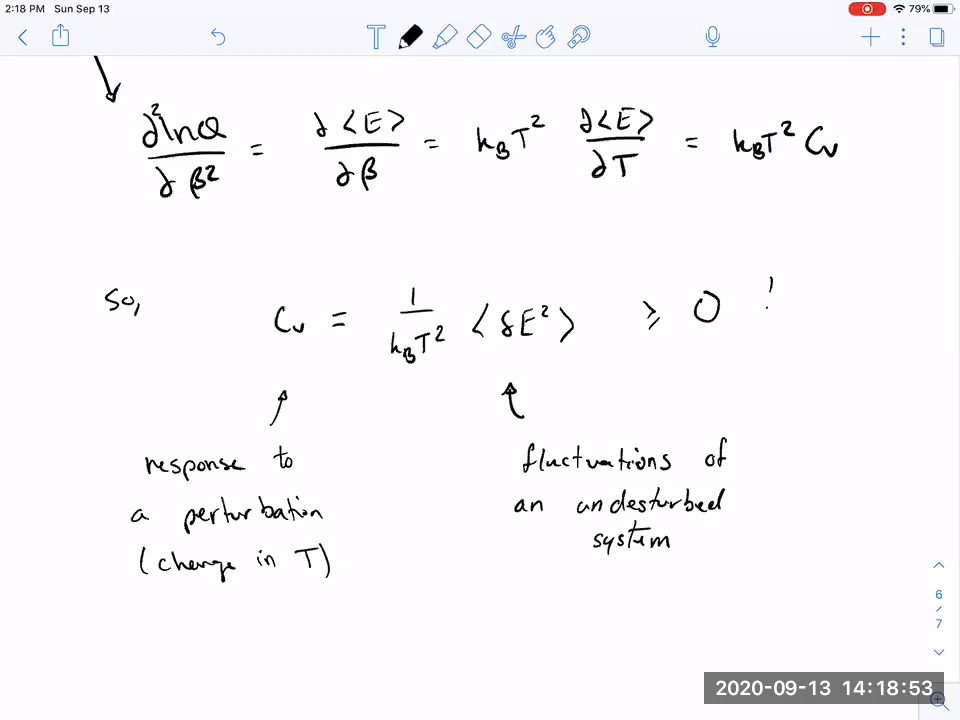 2:18 PM Sun Sep 13
79%
∂²lnQ/∂β² = ∂⟨E⟩/∂β = k_BT² ∂⟨E⟩/∂T = k_BT² C_v
So,
C_v = 1/k_BT² ⟨δE²⟩ ≥ 0 !
response to
a perturbation
(change in T)
fluctuations of
an undesturbed
system
6
/
7
2020-09-13 14:18:53